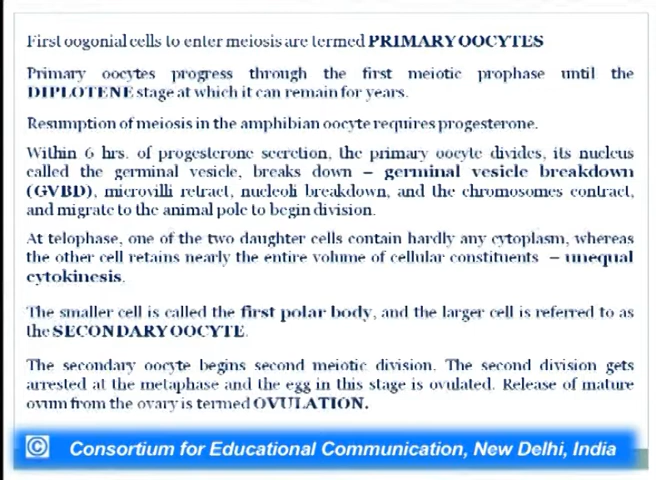 First oogonial cells to enter meiosis are termed PRIMARY OOCYTES
Primary oocytes progress through the first meiotic prophase until the
DIPLOTENE stage at which it can remain for years.
Resumption of meiosis in the amphibian oocyte requires progesterone.
Within 6 hrs. of progesterone secretion, the primary oocyte divides, its nucleus
called the germinal vesicle, breaks down – germinal vesicle breakdown
(GVBD), microvilli retract, nucleoli breakdown, and the chromosomes contract,
and migrate to the animal pole to begin division.
At telophase, one of the two daughter cells contain hardly any cytoplasm, whereas
the other cell retains nearly the entire volume of cellular constituents – unequal
cytokinesis.
The smaller cell is called the first polar body, and the larger cell is referred to as
the SECONDARY OOCYTE.
The secondary oocyte begins second meiotic division. The second division gets
arrested at the metaphase and the egg in this stage is ovulated. Release of mature
ovum from the ovary is termed OVULATION.
© Consortium for Educational Communication, New Delhi, India